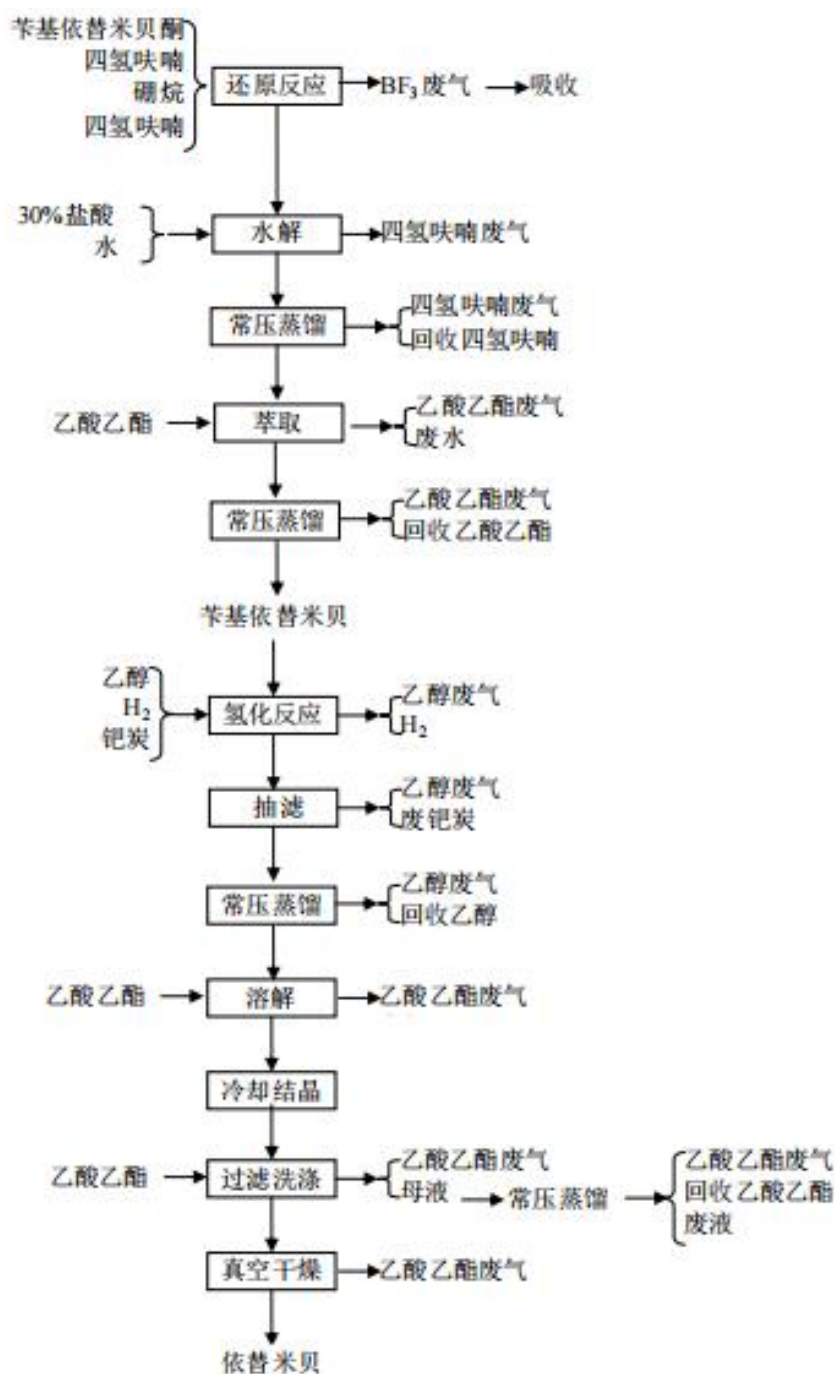 苄基依替米贝酮
四氢呋喃
硼烷
四氢呋喃
还原反应
BF₃废气
吸收
30%盐酸
水
水解
四氢呋喃废气
常压蒸馏
四氢呋喃废气
回收四氢呋喃
乙酸乙酯
萃取
乙酸乙酯废气
废水
常压蒸馏
乙酸乙酯废气
回收乙酸乙酯
苄基依替米贝
乙醇
H₂
钯炭
氢化反应
乙醇废气
H₂
抽滤
乙醇废气
废钯炭
常压蒸馏
乙醇废气
回收乙醇
乙酸乙酯
溶解
乙酸乙酯废气
冷却结晶
乙酸乙酯
过滤洗涤
乙酸乙酯废气
母液
常压蒸馏
乙酸乙酯废气
回收乙酸乙酯
废液
真空干燥
乙酸乙酯废气
依替米贝